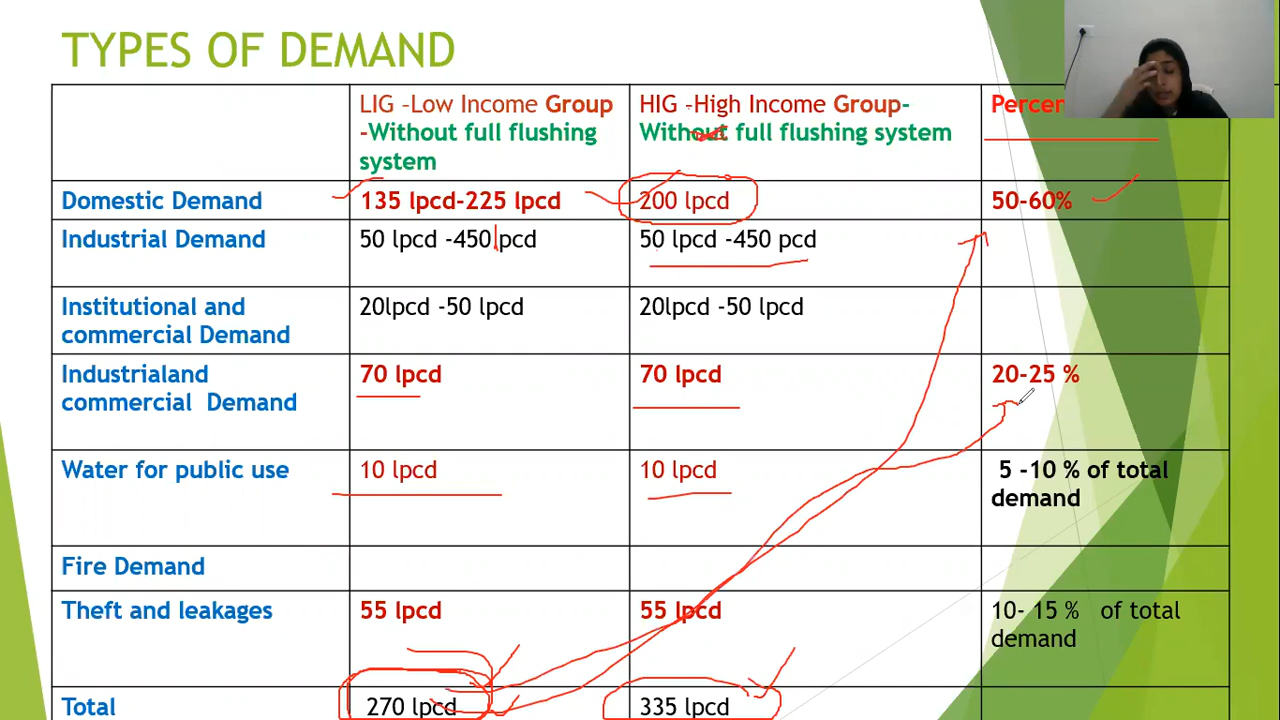 TYPES OF DEMAND
LIG –Low Income Group
-Without full flushing
system
HIG -High Income Group-
Without full flushing system
Domestic Demand
135 lpcd-225 lpcd
200 lpcd
50-60%
Industrial Demand
50 lpcd -450 pcd
50 lpcd -450 pcd
Institutional and
commercial Demand
20lpcd -50 lpcd
20lpcd -50 lpcd
Industrialand
commercial Demand
70 lpcd
70 lpcd
20-25 %
Water for public use
10 lpcd
10 lpcd
5 -10 % of total
demand
Fire Demand
Theft and leakages
55 lpcd
55 lpcd
10- 15 % of total
demand
Total
270 lpcd
335 lpcd